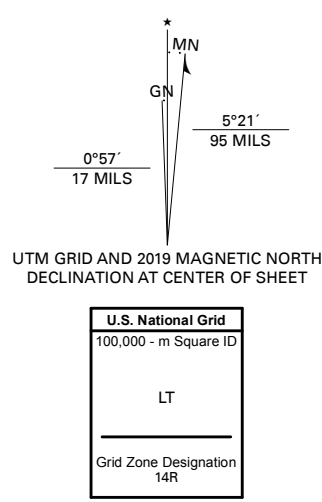 ★
MN
GN
5°21´
95 MILS
0°57´
17 MILS
UTM GRID AND 2019 MAGNETIC NORTH
DECLINATION AT CENTER OF SHEET
U.S. National Grid
100,000 - m Square ID
LT
Grid Zone Designation
14R